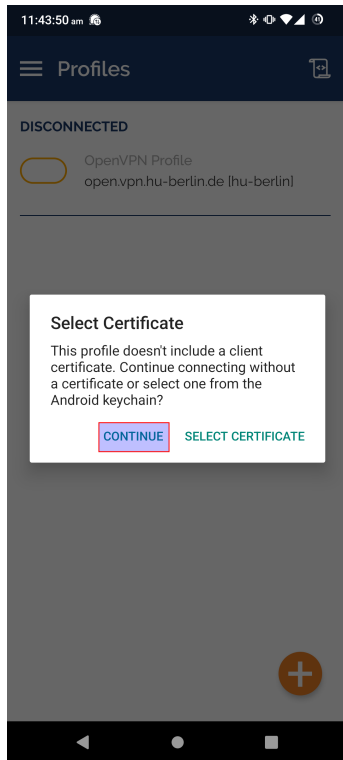 11:43:50 am
Profiles
DISCONNECTED
OpenVPN Profile
open.vpn.hu-berlin.de [hu-berlin]
Select Certificate
This profile doesn't include a client
certificate. Continue connecting without
a certificate or select one from the
Android keychain?
CONTINUE SELECT CERTIFICATE